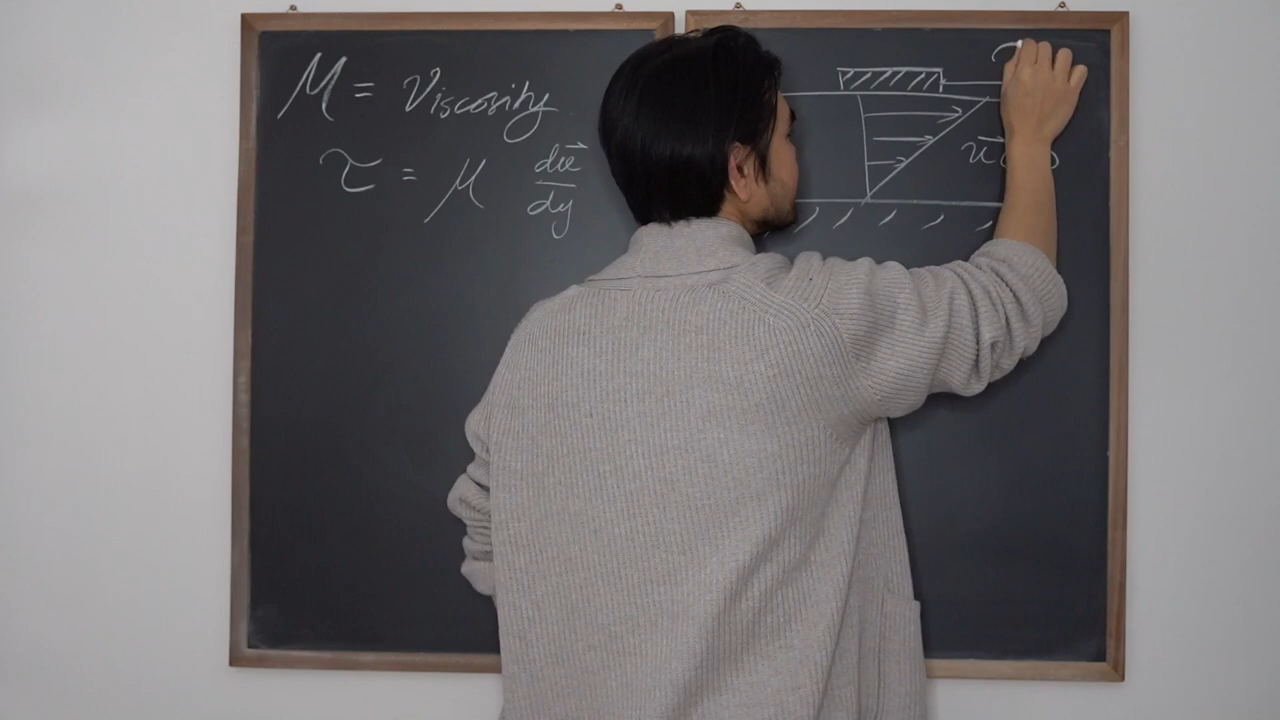 μ = Viscosity
τ = μ du⃗/dy
u⃗